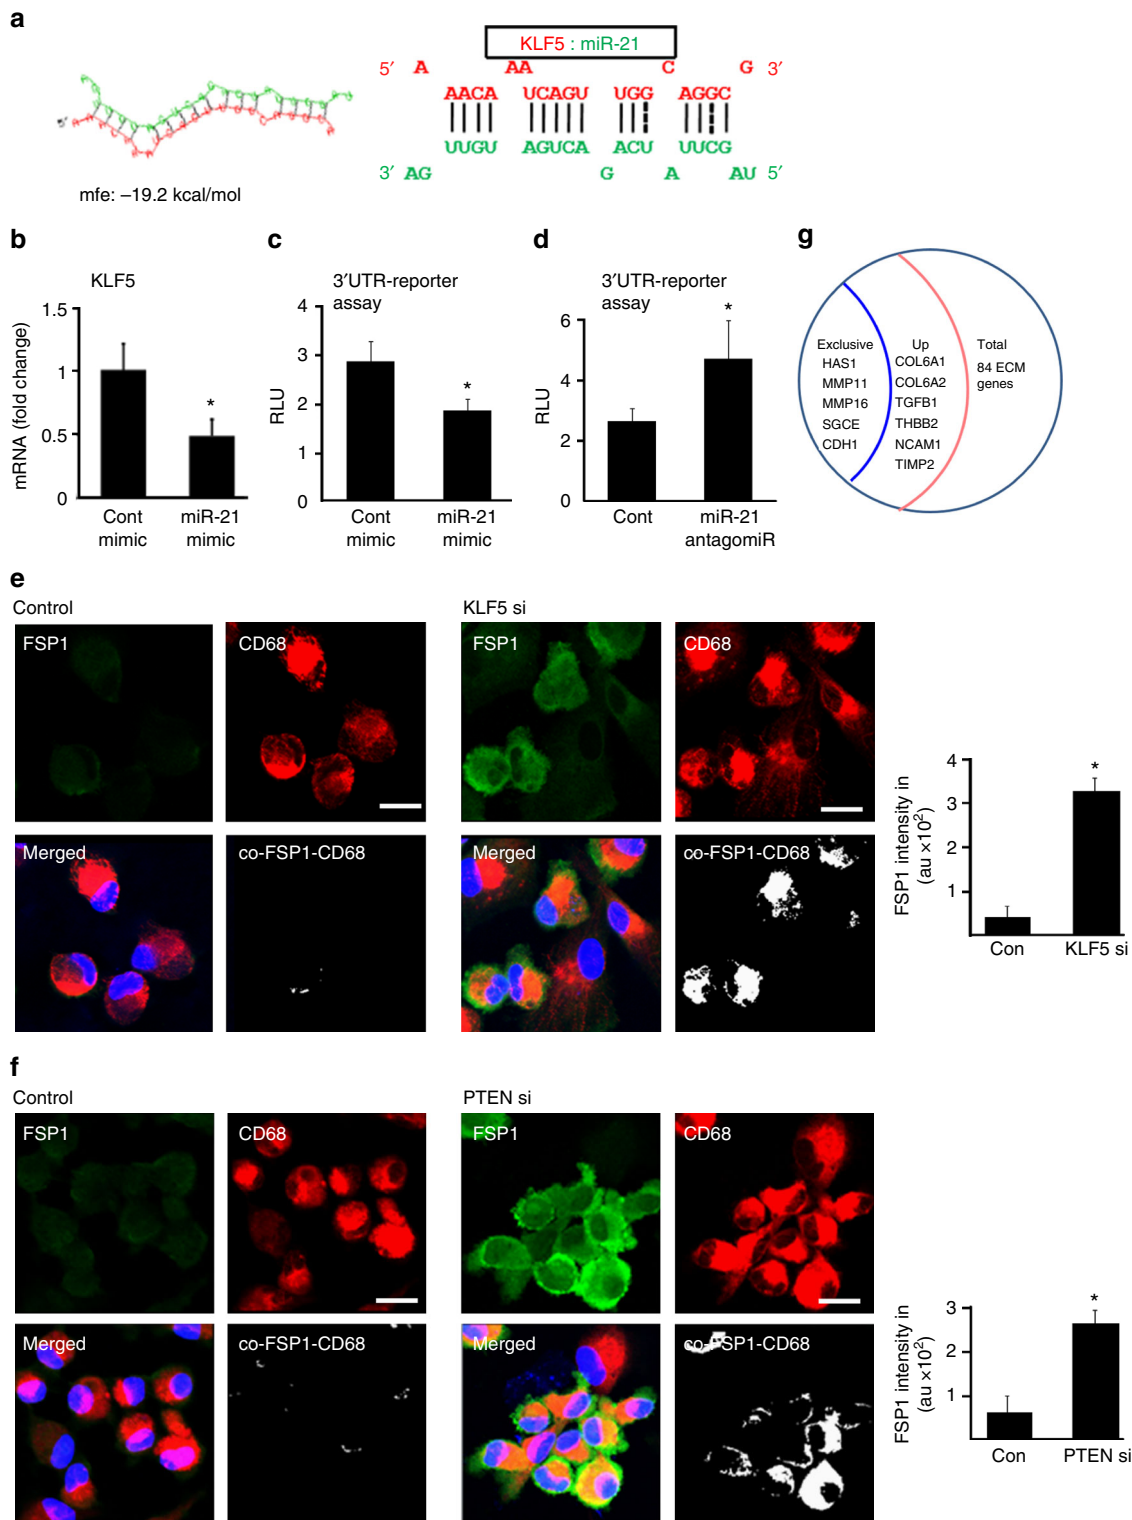 a
KLF5 : miR-21
5′ A AA C G 3′
AACA UCAGU UGG AGGC
UUGU AGUCA ACU UUCG
3′ AG G A AU 5′
mfe: –19.2 kcal/mol
b
KLF5
mRNA (fold change)
1.5
1
0.5
0
*
Cont mimic
miR-21 mimic
c
3′UTR-reporter
assay
RLU
4
3
2
1
0
*
Cont mimic
miR-21 mimic
d
3′UTR-reporter
assay
RLU
6
4
2
0
*
Cont
miR-21 antagomiR
g
Exclusive
HAS1
MMP11
MMP16
SGCE
CDH1
Up
COL6A1
COL6A2
TGFB1
THBB2
NCAM1
TIMP2
Total
84 ECM
genes
e
Control
FSP1
CD68
Merged
co-FSP1-CD68
KLF5 si
FSP1
CD68
Merged
co-FSP1-CD68
FSP1 intensity in
(au ×10²)
4
3
2
1
*
Con
KLF5 si
f
Control
FSP1
CD68
Merged
co-FSP1-CD68
PTEN si
FSP1
CD68
Merged
co-FSP1-CD68
FSP1 intensity in
(au ×10²)
3
2
1
*
Con
PTEN si